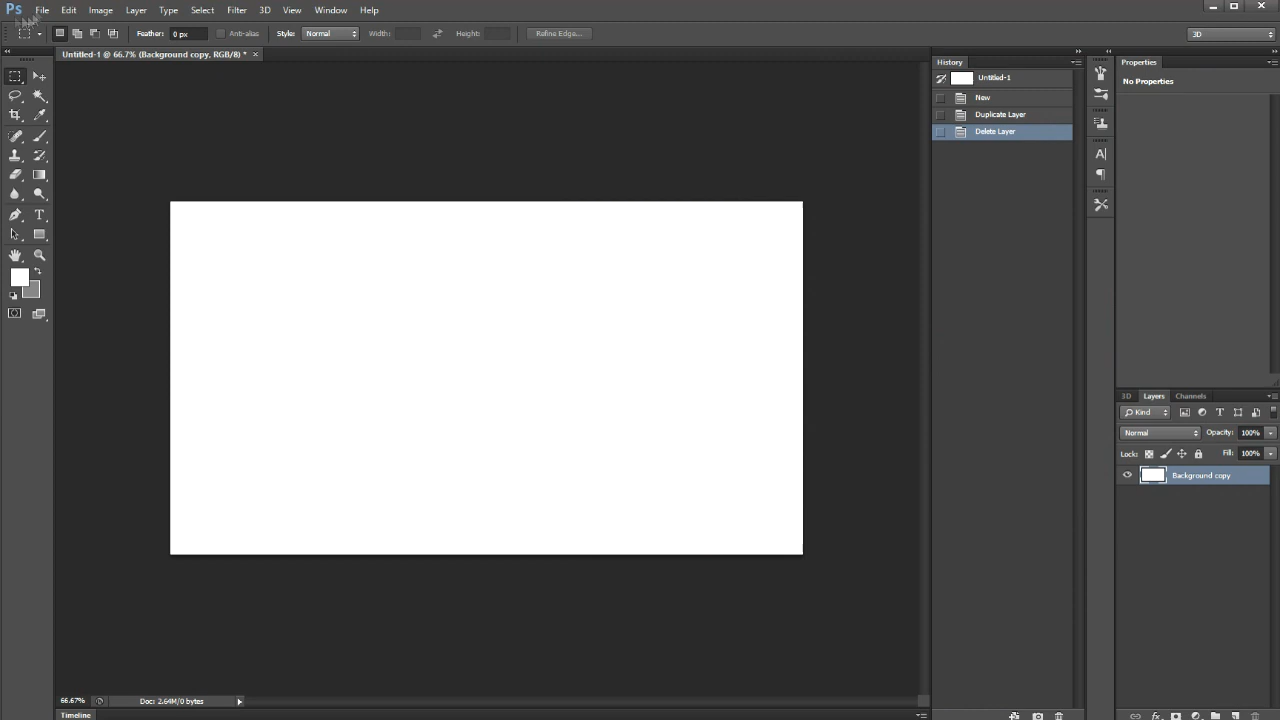 Ps File Edit Image Layer Type Select Filter 3D View Window Help
Feather: 0 px Anti-alias Style: Normal Width: Height: Refine Edge... 3D
Untitled-1 @ 66.7% (Background copy, RGB/8) * ×
History
Untitled-1
New
Duplicate Layer
Delete Layer
Properties
No Properties
3D Layers Channels
Kind
Normal Opacity: 100%
Lock: Fill: 100%
Background copy
66.67% Doc: 2.64M/0 bytes
Timeline